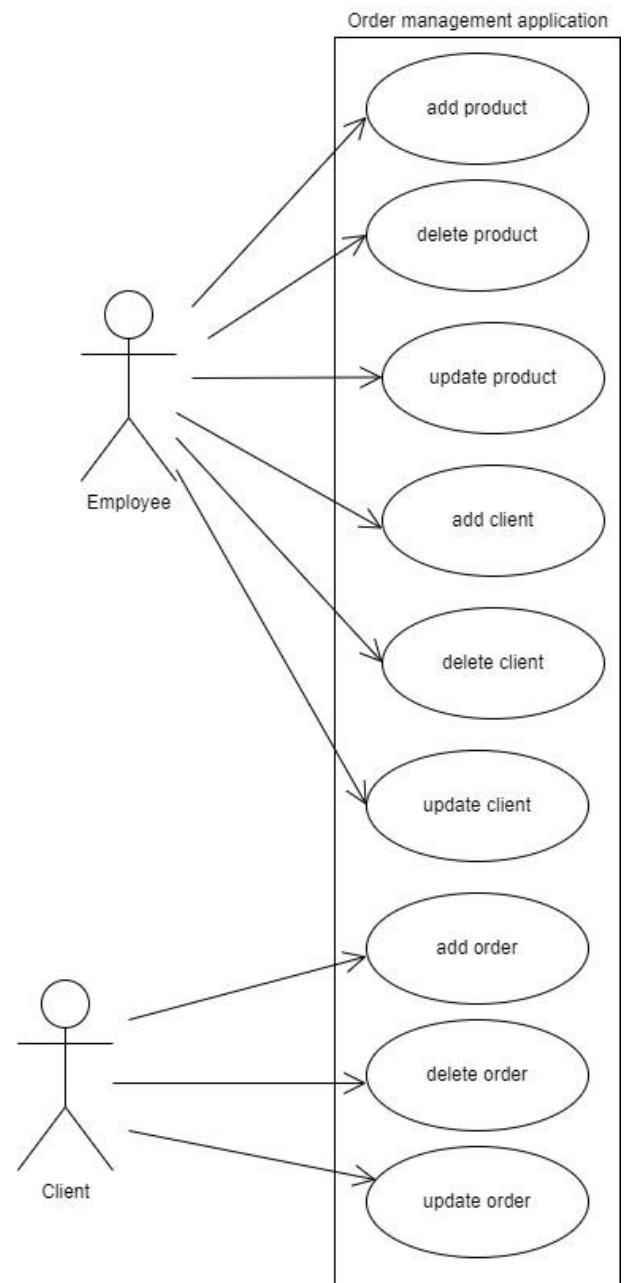 Order management application
add product
delete product
update product
Employee
add client
delete client
update client
add order
delete order
Client
update order